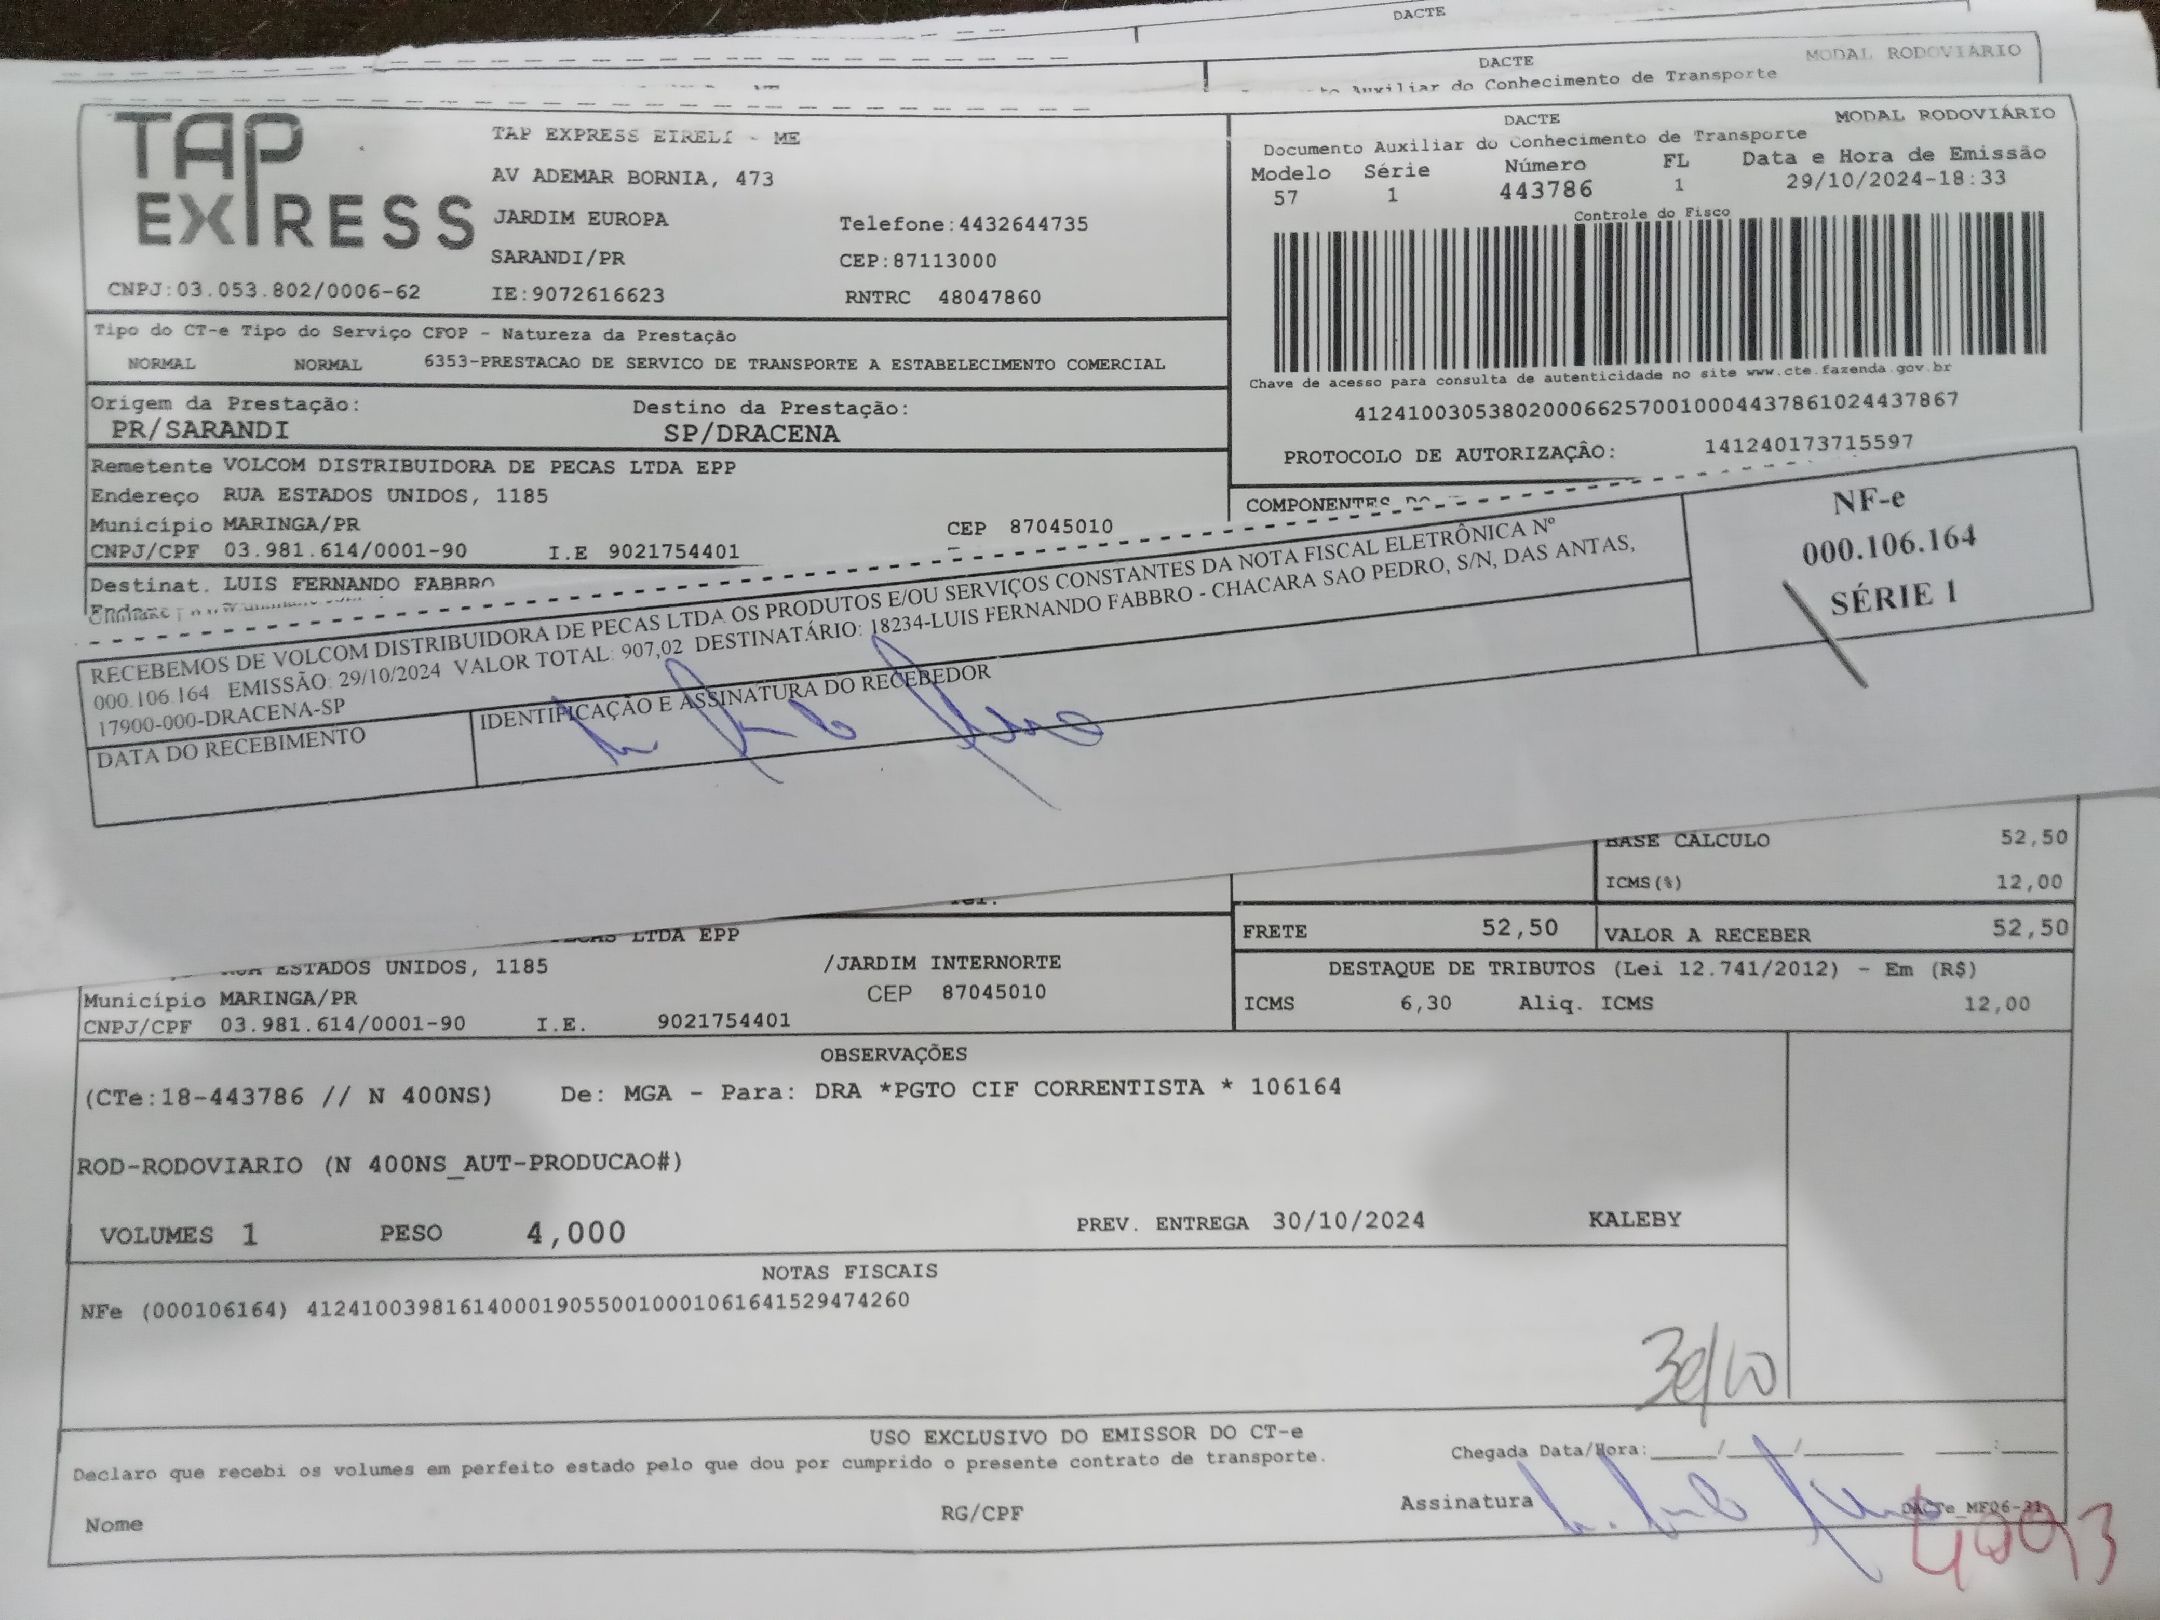 DACTE
DACTE MODAL RODOVIÁRIO
Auxiliar do Conhecimento de Transporte
TAP EXPRESS
TAP EXPRESS EIRELI - ME
AV ADEMAR BORNIA, 473
JARDIM EUROPA Telefone:4432644735
SARANDI/PR CEP:87113000
CNPJ:03.053.802/0006-62 IE:9072616623 RNTRC 48047860
DACTE MODAL RODOVIÁRIO
Documento Auxiliar do Conhecimento de Transporte
Modelo Série Número FL Data e Hora de Emissão
57 1 443786 1 29/10/2024-18:33
Controle do Fisco
Chave de acesso para consulta de autenticidade no site www.cte.fazenda.gov.br
41241003053802000662570010004437861024437867
PROTOCOLO DE AUTORIZAÇÃO: 141240173715597
Tipo do CT-e Tipo do Serviço CFOP - Natureza da Prestação
NORMAL NORMAL 6353-PRESTACAO DE SERVICO DE TRANSPORTE A ESTABELECIMENTO COMERCIAL
Origem da Prestação: Destino da Prestação:
PR/SARANDI SP/DRACENA
Remetente VOLCOM DISTRIBUIDORA DE PECAS LTDA EPP
Endereço RUA ESTADOS UNIDOS, 1185
Município MARINGA/PR CEP 87045010
CNPJ/CPF 03.981.614/0001-90 I.E 9021754401
Destinat. LUIS FERNANDO FABBRO
COMPONENTES
RECEBEMOS DE VOLCOM DISTRIBUIDORA DE PECAS LTDA OS PRODUTOS E/OU SERVIÇOS CONSTANTES DA NOTA FISCAL ELETRÔNICA Nº
000.106.164 EMISSÃO: 29/10/2024 VALOR TOTAL: 907,02 DESTINATÁRIO: 18234-LUIS FERNANDO FABBRO - CHACARA SAO PEDRO, S/N, DAS ANTAS,
17900-000-DRACENA-SP
DATA DO RECEBIMENTO IDENTIFICAÇÃO E ASSINATURA DO RECEBEDOR
NF-e
000.106.164
SÉRIE 1
BASE CALCULO 52,50
ICMS(%) 12,00
FRETE 52,50 VALOR A RECEBER 52,50
DESTAQUE DE TRIBUTOS (Lei 12.741/2012) - Em (R$)
ICMS 6,30 Aliq. ICMS 12,00
LTDA EPP
ESTADOS UNIDOS, 1185 /JARDIM INTERNORTE
Município MARINGA/PR CEP 87045010
CNPJ/CPF 03.981.614/0001-90 I.E. 9021754401
OBSERVAÇÕES
(CTe:18-443786 // N 400NS) De: MGA - Para: DRA *PGTO CIF CORRENTISTA * 106164
ROD-RODOVIARIO (N 400NS_AUT-PRODUCAO#)
VOLUMES 1 PESO 4,000 PREV. ENTREGA 30/10/2024 KALEBY
NOTAS FISCAIS
NFe (000106164) 41241003981614000190550010001061641529474260
30/10
USO EXCLUSIVO DO EMISSOR DO CT-e
Declaro que recebi os volumes em perfeito estado pelo que dou por cumprido o presente contrato de transporte.
Chegada Data/Hora:____/____/______ ____:____
Nome RG/CPF Assinatura